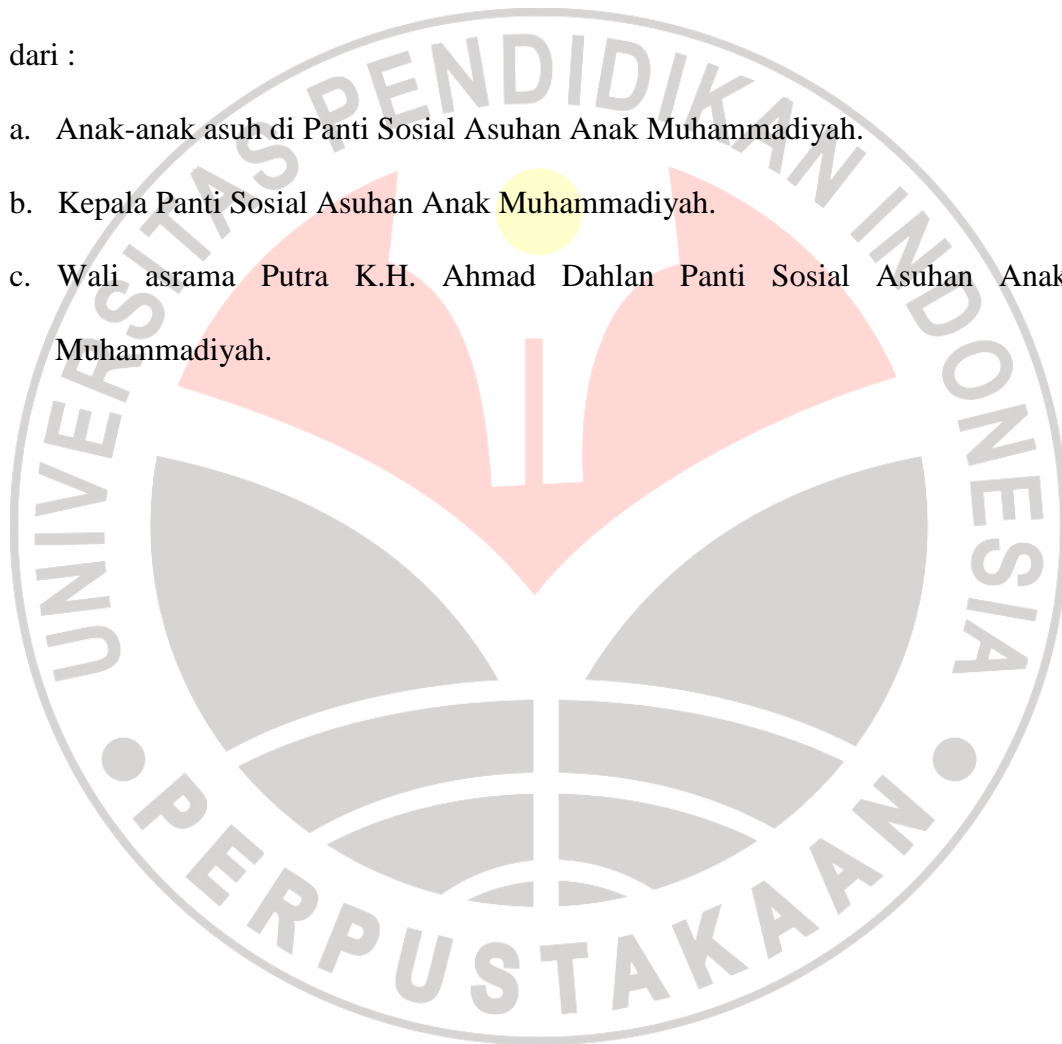 dari :
a. Anak-anak asuh di Panti Sosial Asuhan Anak Muhammadiyah.
b. Kepala Panti Sosial Asuhan Anak Muhammadiyah.
c. Wali asrama Putra K.H. Ahmad Dahlan Panti Sosial Asuhan Anak
Muhammadiyah.
UNIVERSITAS PENDIDIKAN INDONESIA
PERPUSTAKAAN